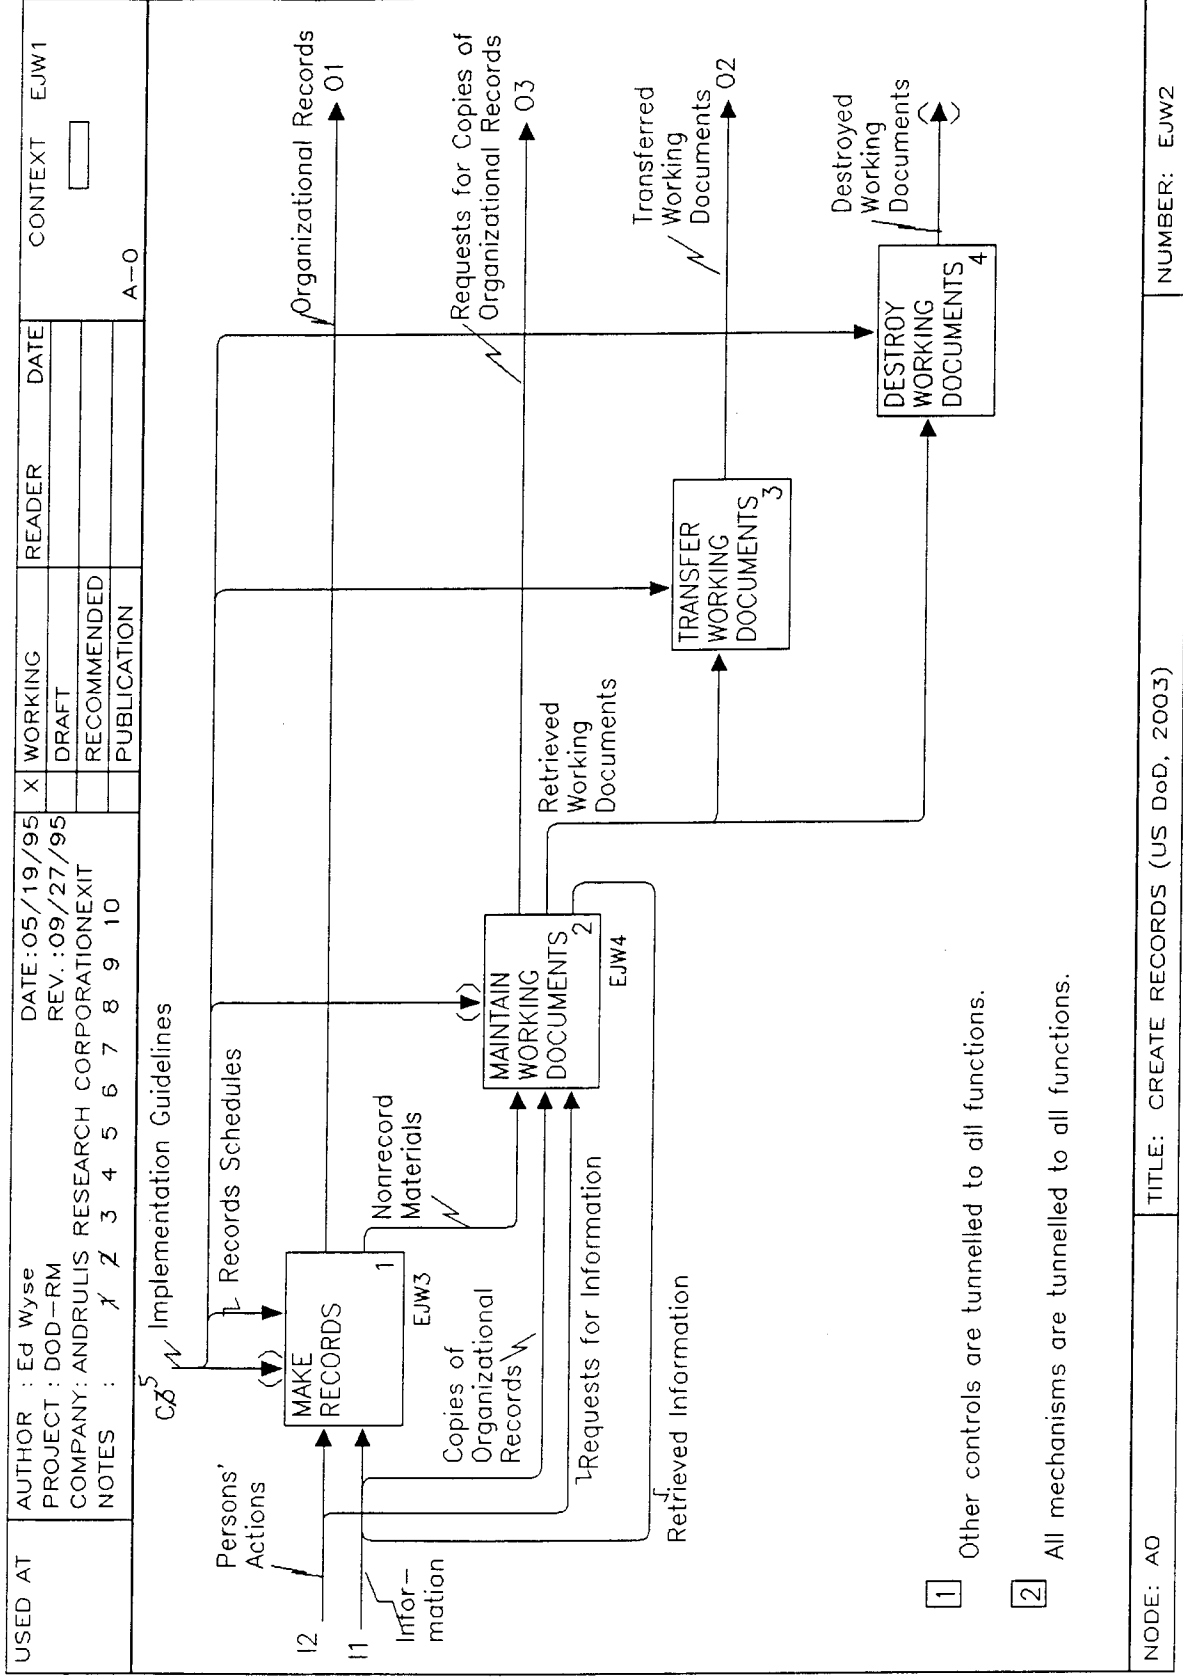 USED AT
AUTHOR : Ed Wyse
DATE:05/19/95
PROJECT : DOD-RM
REV.:09/27/95
COMPANY: ANDRULIS RESEARCH CORPORATIONEXIT
NOTES : 1 2 3 4 5 6 7 8 9 10
X WORKING
DRAFT
RECOMMENDED
PUBLICATION
READER DATE
CONTEXT EJW1
A-0
C3 5
Implementation Guidelines
Records Schedules
Organizational Records
O1
Persons'
Actions
I2
I1
Infor-
mation
MAKE
RECORDS
1
EJW3
Nonrecord
Materials
Requests for Copies of
Organizational Records
O3
Copies of
Organizational
Records
Requests for Information
Retrieved Information
MAINTAIN
WORKING
DOCUMENTS
2
EJW4
Retrieved
Working
Documents
TRANSFER
WORKING
DOCUMENTS
3
Transferred
Working
Documents
O2
DESTROY
WORKING
DOCUMENTS
4
Destroyed
Working
Documents
1 Other controls are tunnelled to all functions.
2 All mechanisms are tunnelled to all functions.
NODE: A0
TITLE: CREATE RECORDS (US DoD, 2003)
NUMBER: EJW2